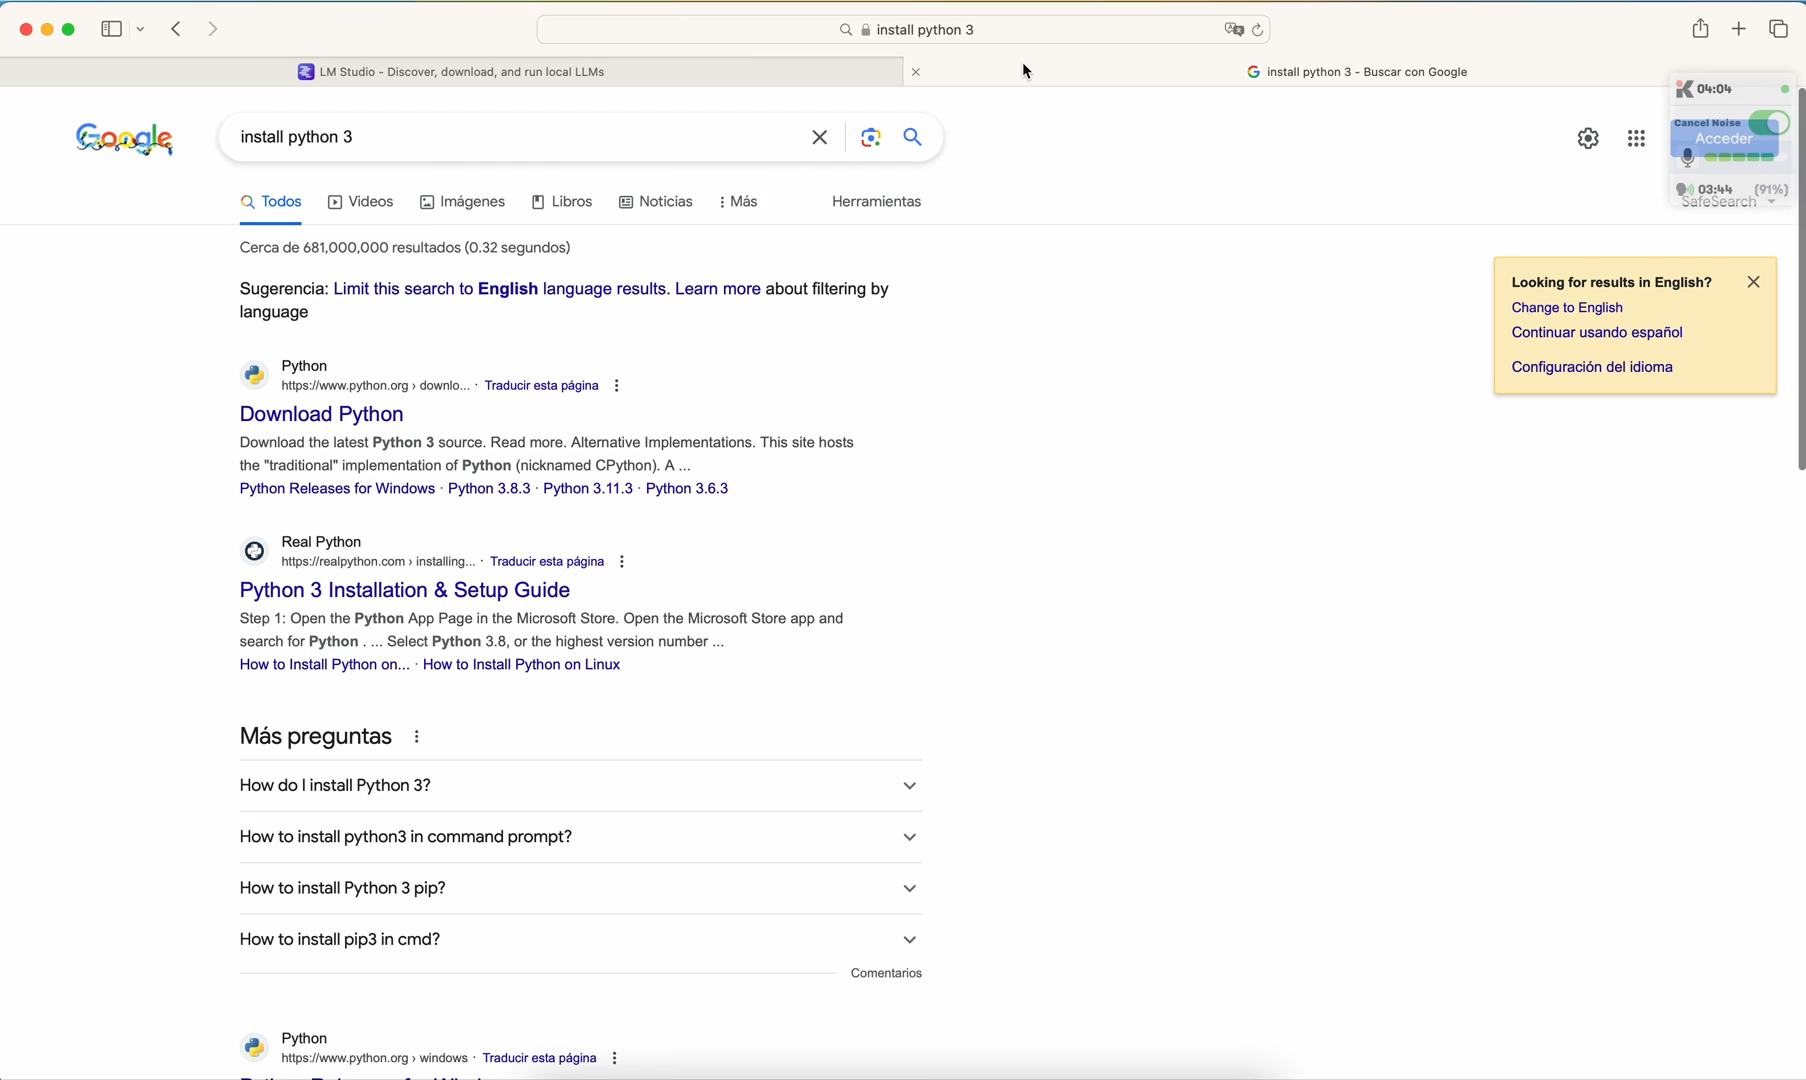 install python 3
LM Studio - Discover, download, and run local LLMs
install python 3 - Buscar con Google
04:04
Cancel Noise
Acceder
03:44 (91%)
SafeSearch
Google
install python 3
Todos Videos Imágenes Libros Noticias Más Herramientas
Cerca de 681,000,000 resultados (0.32 segundos)
Sugerencia: Limit this search to English language results. Learn more about filtering by
language
Looking for results in English?
Change to English
Continuar usando español
Configuración del idioma
Python
https://www.python.org › downlo... · Traducir esta página
Download Python
Download the latest Python 3 source. Read more. Alternative Implementations. This site hosts
the "traditional" implementation of Python (nicknamed CPython). A ...
Python Releases for Windows · Python 3.8.3 · Python 3.11.3 · Python 3.6.3
Real Python
https://realpython.com › installing... · Traducir esta página
Python 3 Installation & Setup Guide
Step 1: Open the Python App Page in the Microsoft Store. Open the Microsoft Store app and
search for Python . ... Select Python 3.8, or the highest version number ...
How to Install Python on... · How to Install Python on Linux
Más preguntas
How do I install Python 3?
How to install python3 in command prompt?
How to install Python 3 pip?
How to install pip3 in cmd?
Comentarios
Python
https://www.python.org › windows · Traducir esta página